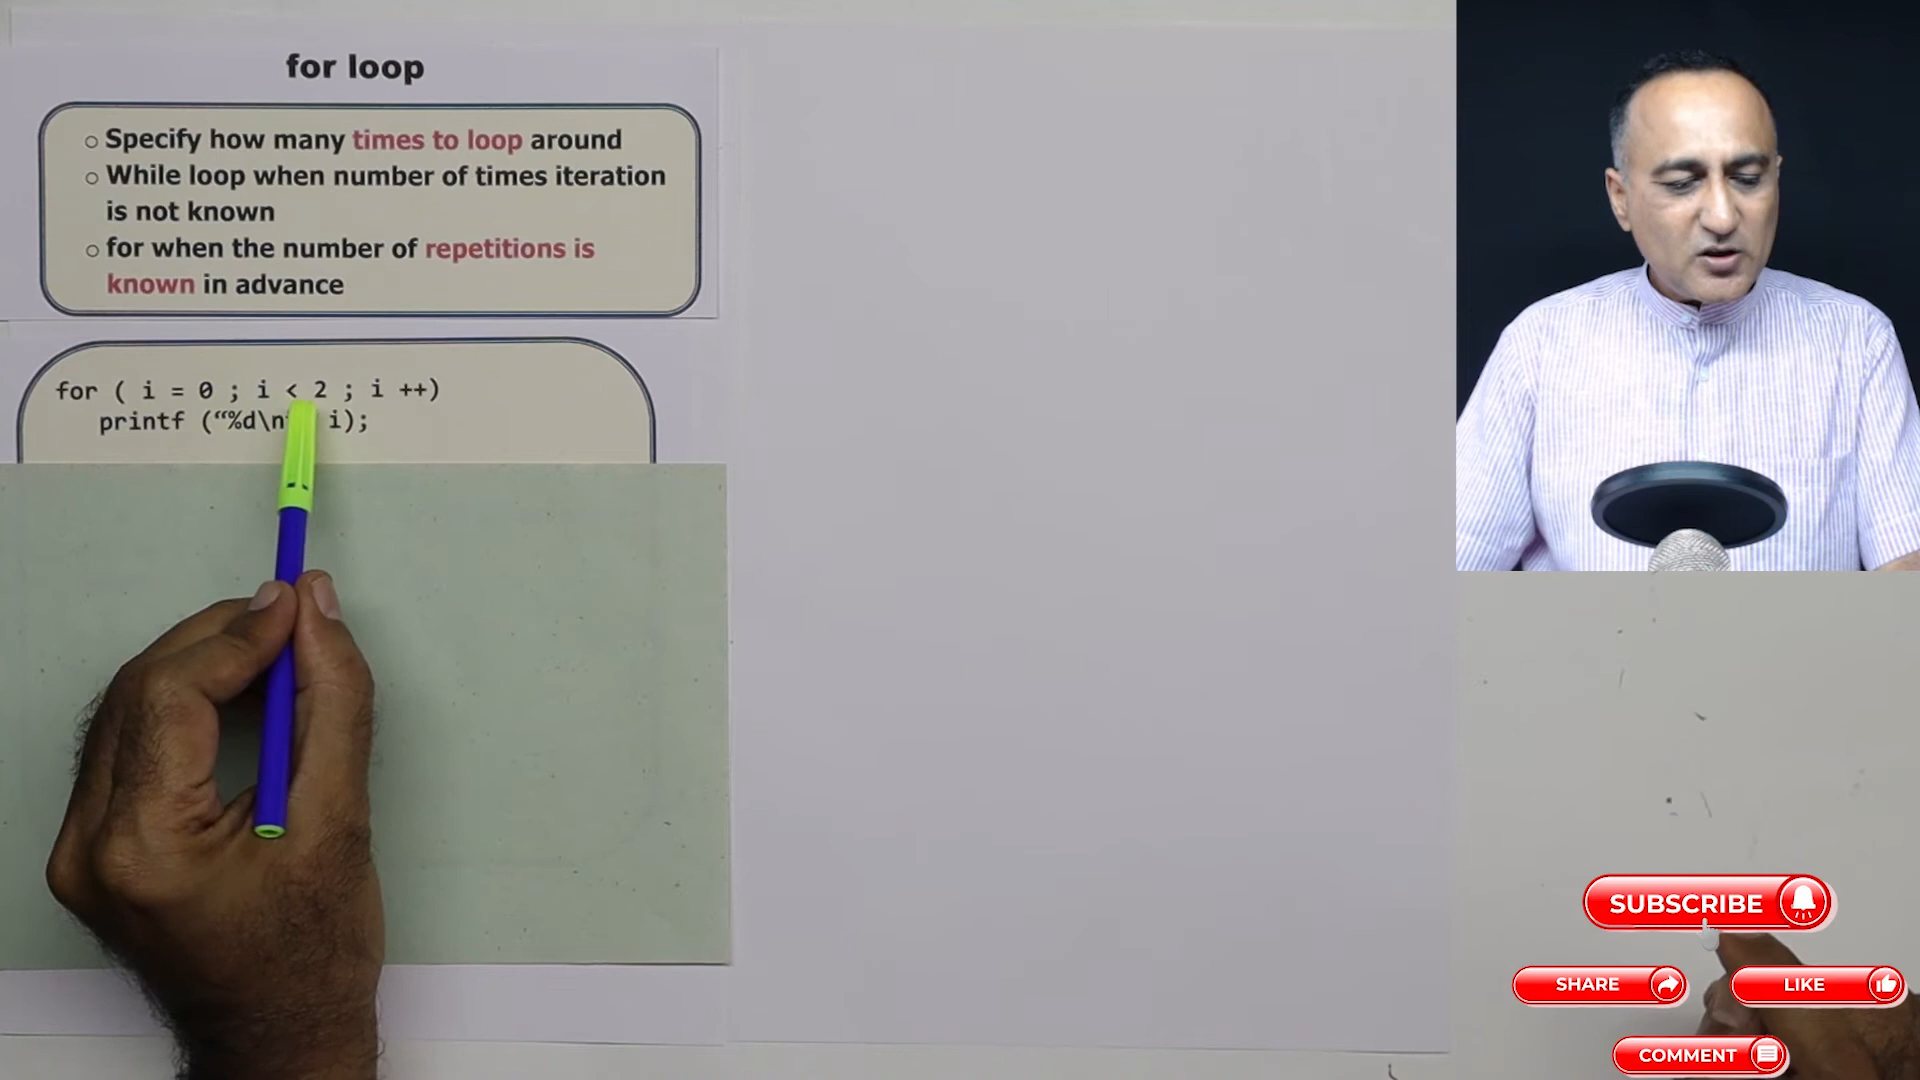 for loop
○ Specify how many times to loop around
○ While loop when number of times iteration
is not known
○ for when the number of repetitions is
known in advance
for ( i = 0 ; i < 2 ; i ++)
printf (“%d\n i);
SUBSCRIBE
SHARE
LIKE
COMMENT